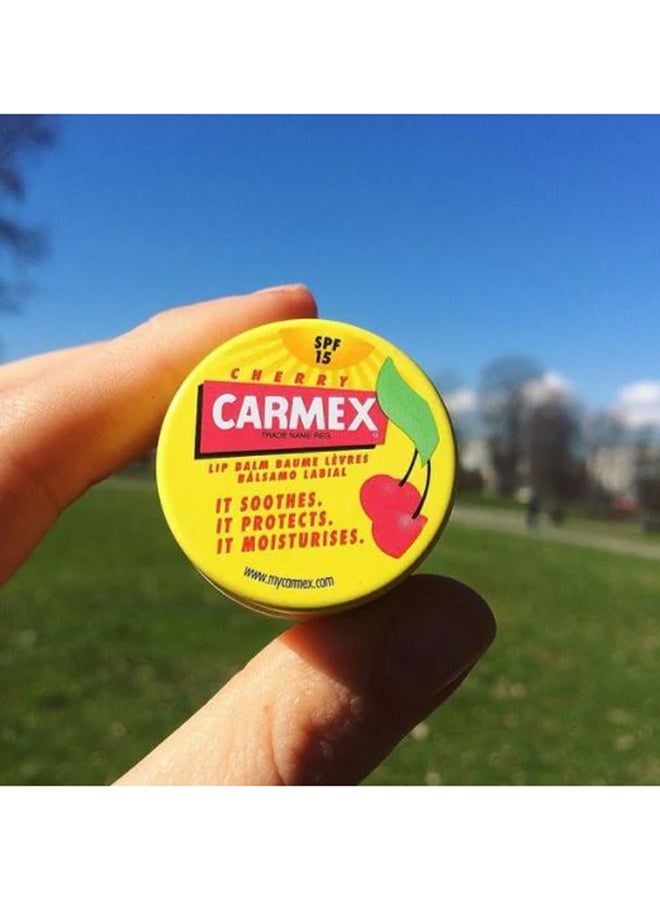 SPF
15
CHERRY
CARMEX
TRADE NAME REG.
LIP BALM BAUME LÈVRES
BÁLSAMO LABIAL
IT SOOTHES.
IT PROTECTS.
IT MOISTURISES.
www.mycarmex.com